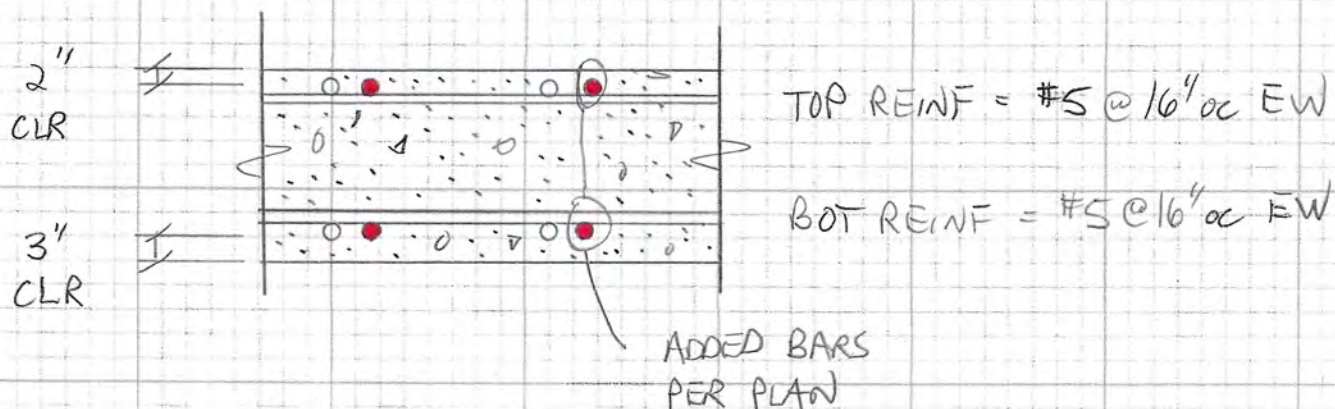 2"
CLR
TOP REINF = #5 @ 16" oc EW
BOT REINF = #5 @ 16" oc EW
3"
CLR
ADDED BARS
PER PLAN